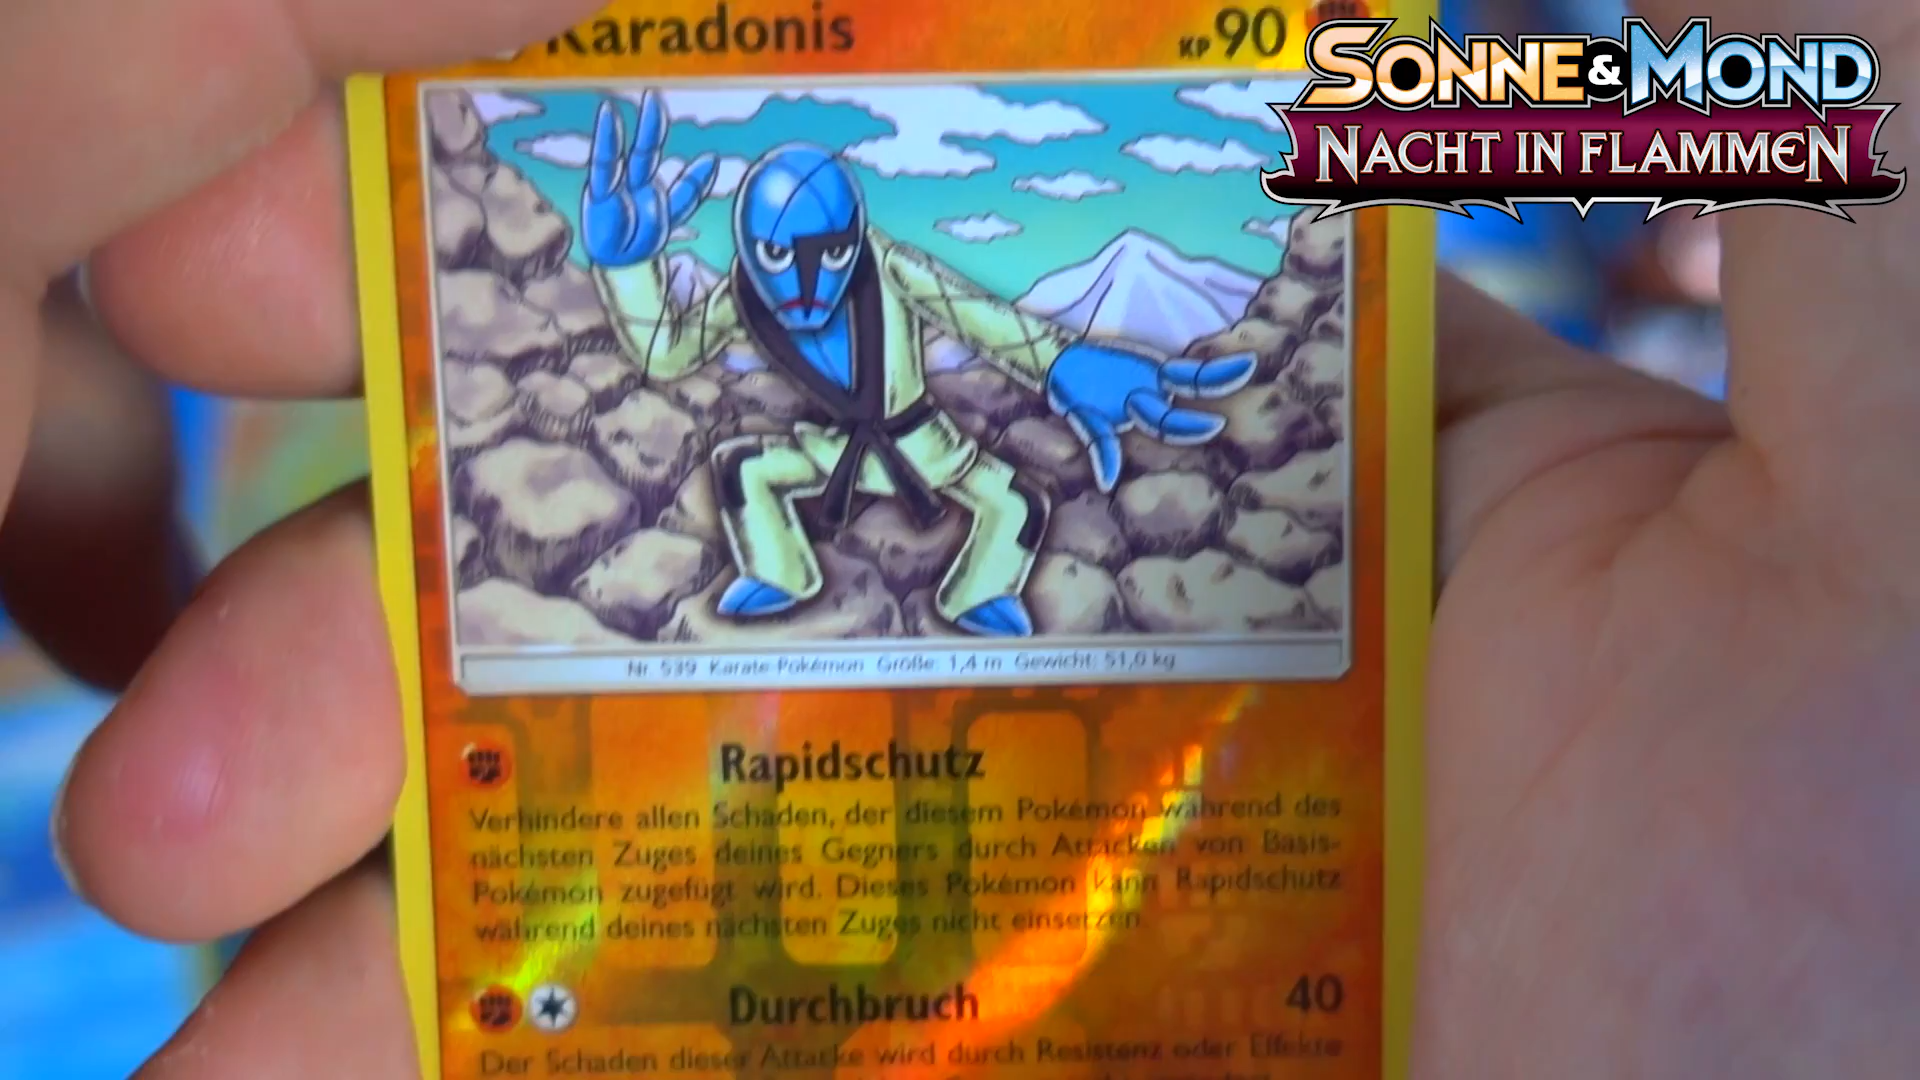 Karadonis KP 90
SONNE & MOND
NACHT IN FLAMMEN
Nr. 539 Karate-Pokémon Größe: 1,4 m Gewicht: 51,0 kg
Rapidschutz
Verhindere allen Schaden, der diesem Pokémon während des
nächsten Zuges deines Gegners durch Attacken von Basis-
Pokémon zugefügt wird. Dieses Pokémon kann Rapidschutz
während deines nächsten Zuges nicht einsetzen.
Durchbruch 40
Der Schaden dieser Attacke wird durch Resistenz oder Effekte